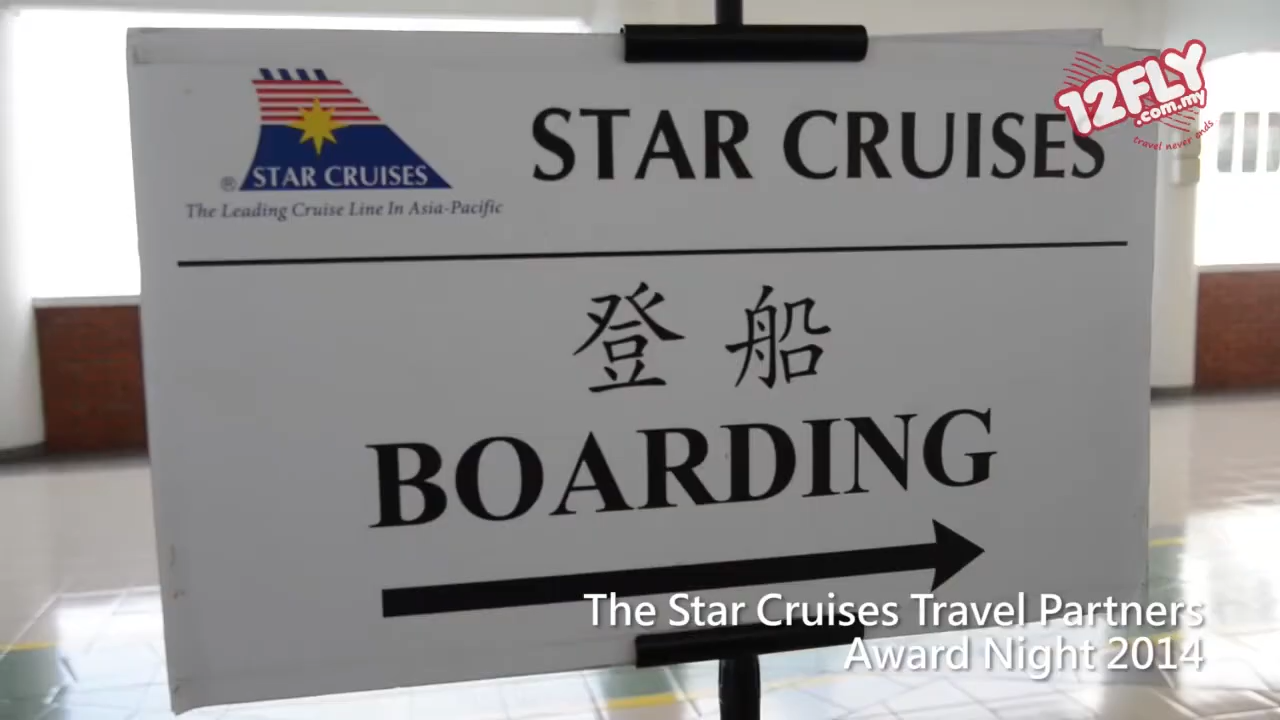 12FLY
.com.my
travel never ends
STAR CRUISES
® STAR CRUISES
The Leading Cruise Line In Asia-Pacific
登船
BOARDING
The Star Cruises Travel Partners
Award Night 2014